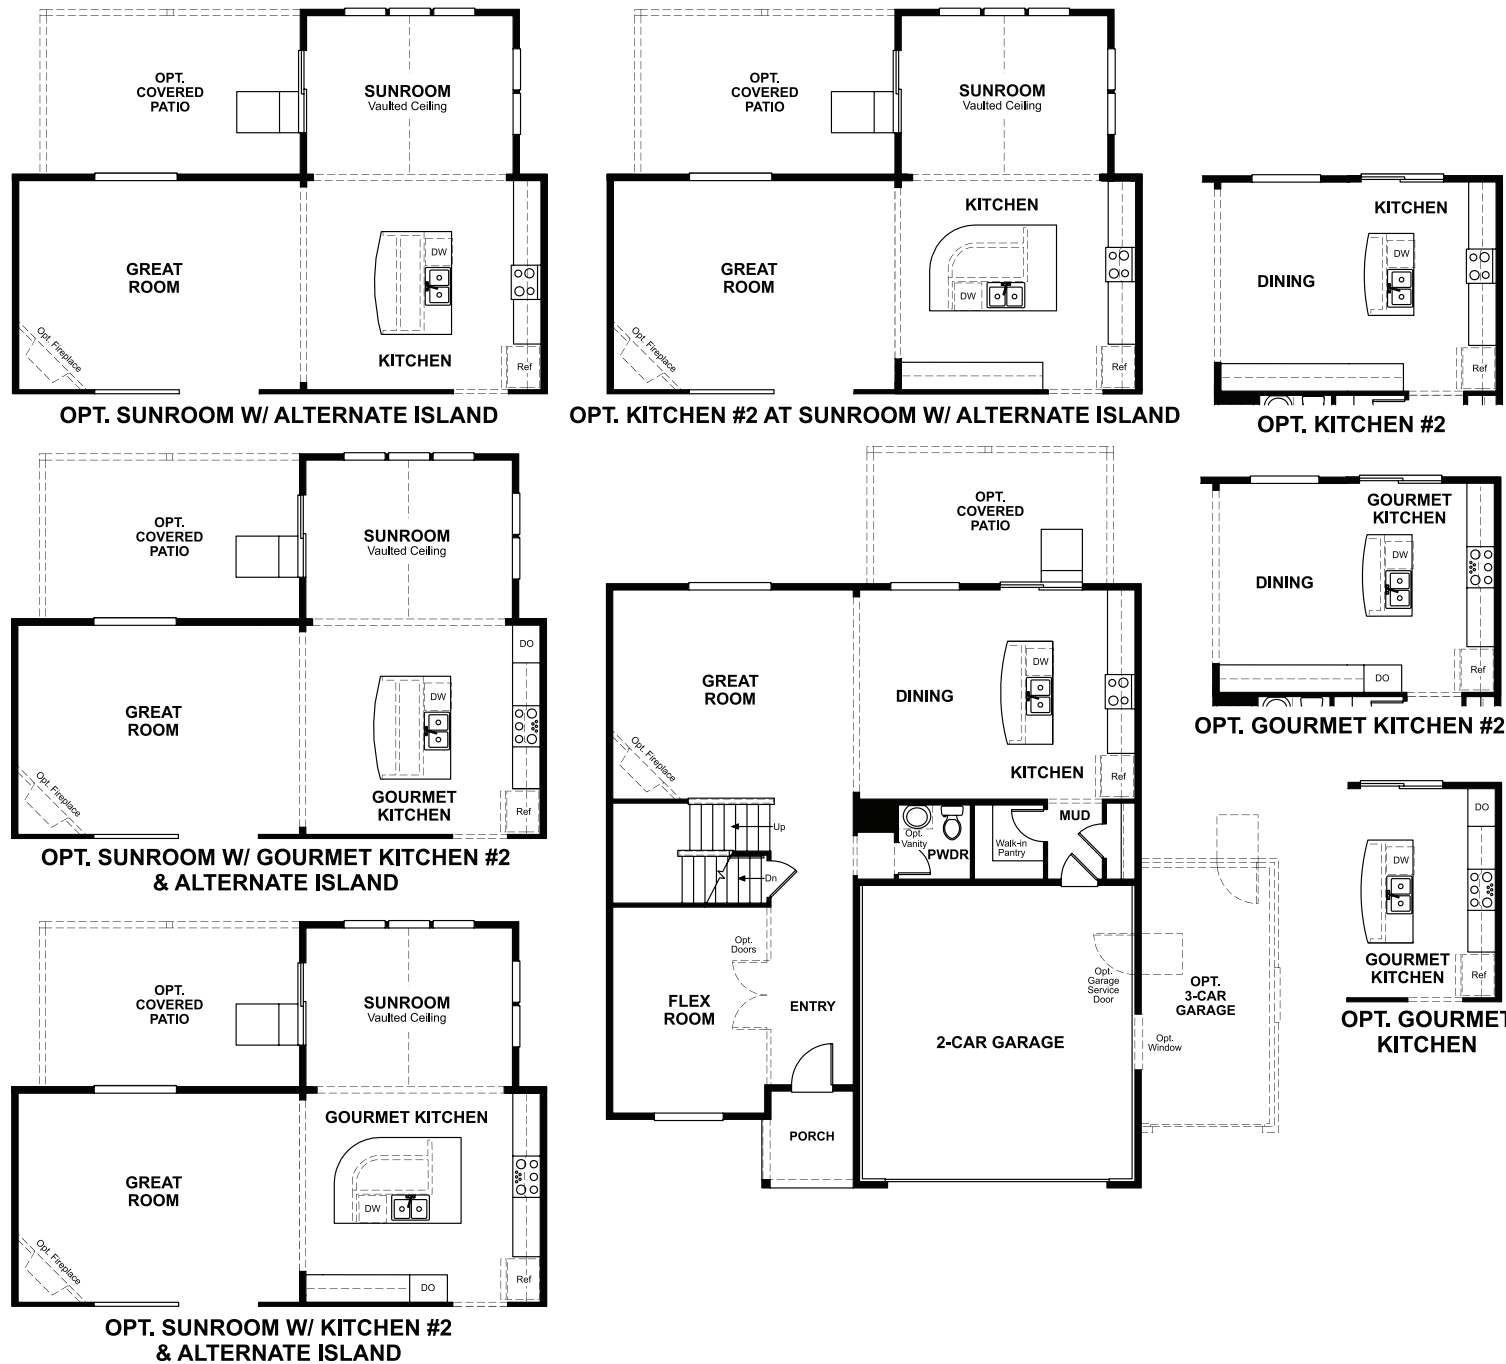 OPT.
COVERED
PATIO
SUNROOM
Vaulted Ceiling
GREAT
ROOM
Opt. Fireplace
DW
KITCHEN
Ref
OPT. SUNROOM W/ ALTERNATE ISLAND
OPT.
COVERED
PATIO
SUNROOM
Vaulted Ceiling
KITCHEN
GREAT
ROOM
Opt. Fireplace
DW
Ref
OPT. KITCHEN #2 AT SUNROOM W/ ALTERNATE ISLAND
KITCHEN
DW
DINING
Ref
OPT. KITCHEN #2
OPT.
COVERED
PATIO
SUNROOM
Vaulted Ceiling
DO
GREAT
ROOM
Opt. Fireplace
DW
GOURMET
KITCHEN
Ref
OPT. SUNROOM W/ GOURMET KITCHEN #2
& ALTERNATE ISLAND
OPT.
COVERED
PATIO
GREAT
ROOM
Opt. Fireplace
DINING
DW
KITCHEN
Ref
Up
Dn
Opt.
Vanity
PWDR
Walk-in
Pantry
MUD
Opt.
Doors
FLEX
ROOM
ENTRY
PORCH
2-CAR GARAGE
Opt.
Garage
Service
Door
OPT.
3-CAR
GARAGE
Opt.
Window
GOURMET
KITCHEN
DW
DINING
Ref
DO
OPT. GOURMET KITCHEN #2
DO
DW
GOURMET
KITCHEN
Ref
OPT. GOURMET
KITCHEN
OPT.
COVERED
PATIO
SUNROOM
Vaulted Ceiling
GOURMET KITCHEN
GREAT
ROOM
Opt. Fireplace
DW
DO
Ref
OPT. SUNROOM W/ KITCHEN #2
& ALTERNATE ISLAND